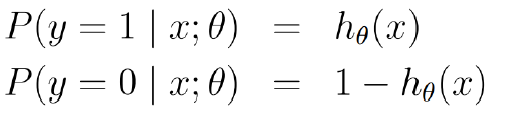 P(y = 1 | x; θ) = h_θ(x)
P(y = 0 | x; θ) = 1 − h_θ(x)